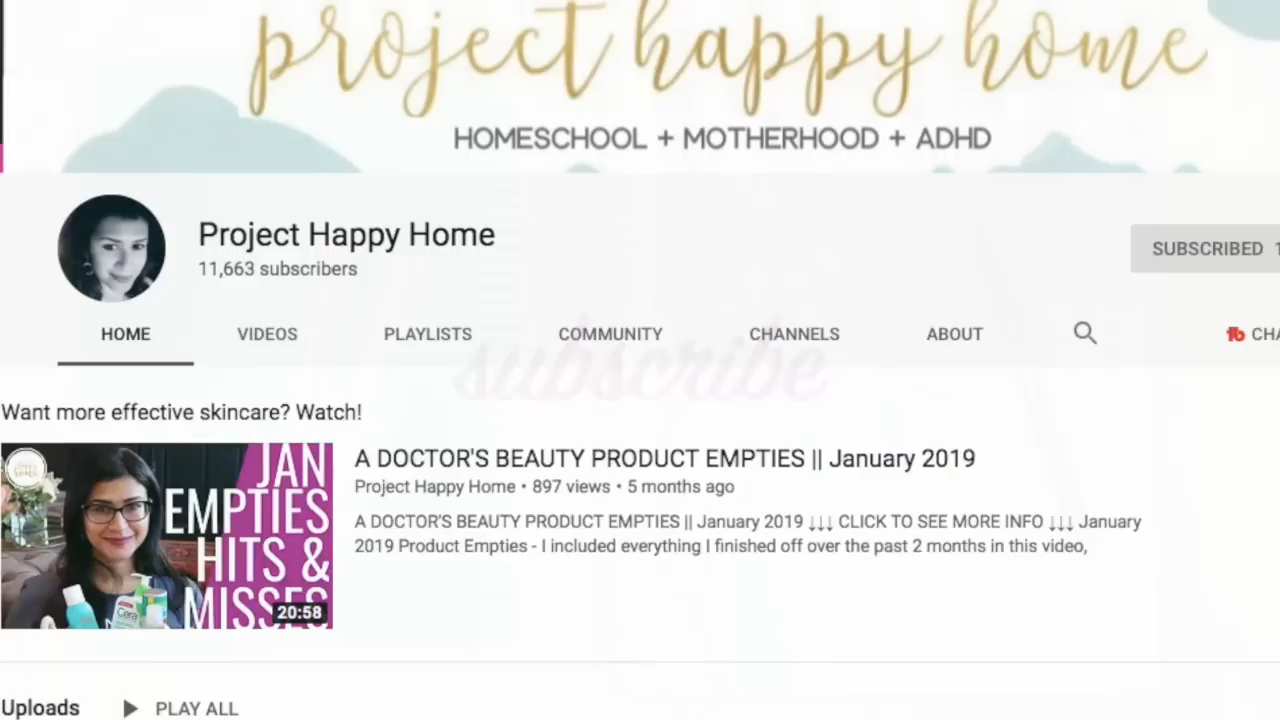 project happy home
HOMESCHOOL + MOTHERHOOD + ADHD
Project Happy Home
11,663 subscribers
SUBSCRIBED 1
HOME VIDEOS PLAYLISTS COMMUNITY CHANNELS ABOUT CHA
subscribe
Want more effective skincare? Watch!
JAN
EMPTIES
HITS &
MISSES
20:58
A DOCTOR'S BEAUTY PRODUCT EMPTIES || January 2019
Project Happy Home • 897 views • 5 months ago
A DOCTOR'S BEAUTY PRODUCT EMPTIES || January 2019 ↓↓↓ CLICK TO SEE MORE INFO ↓↓↓ January
2019 Product Empties - I included everything I finished off over the past 2 months in this video,
Uploads PLAY ALL